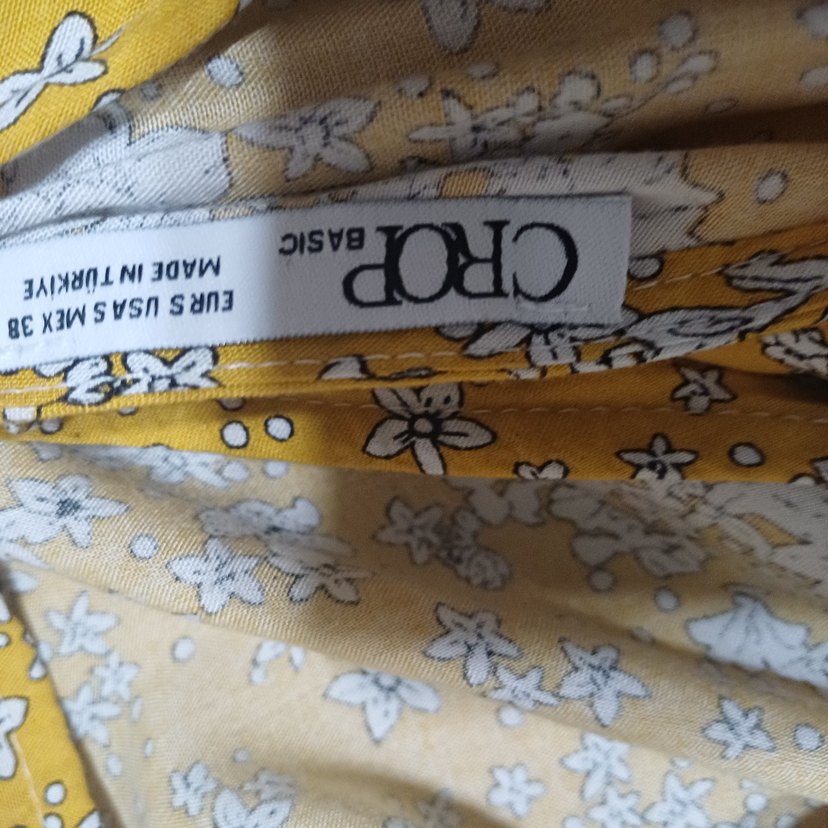 CROP
BASIC
EUR S USA S MEX 38
MADE IN TÜRKİYE